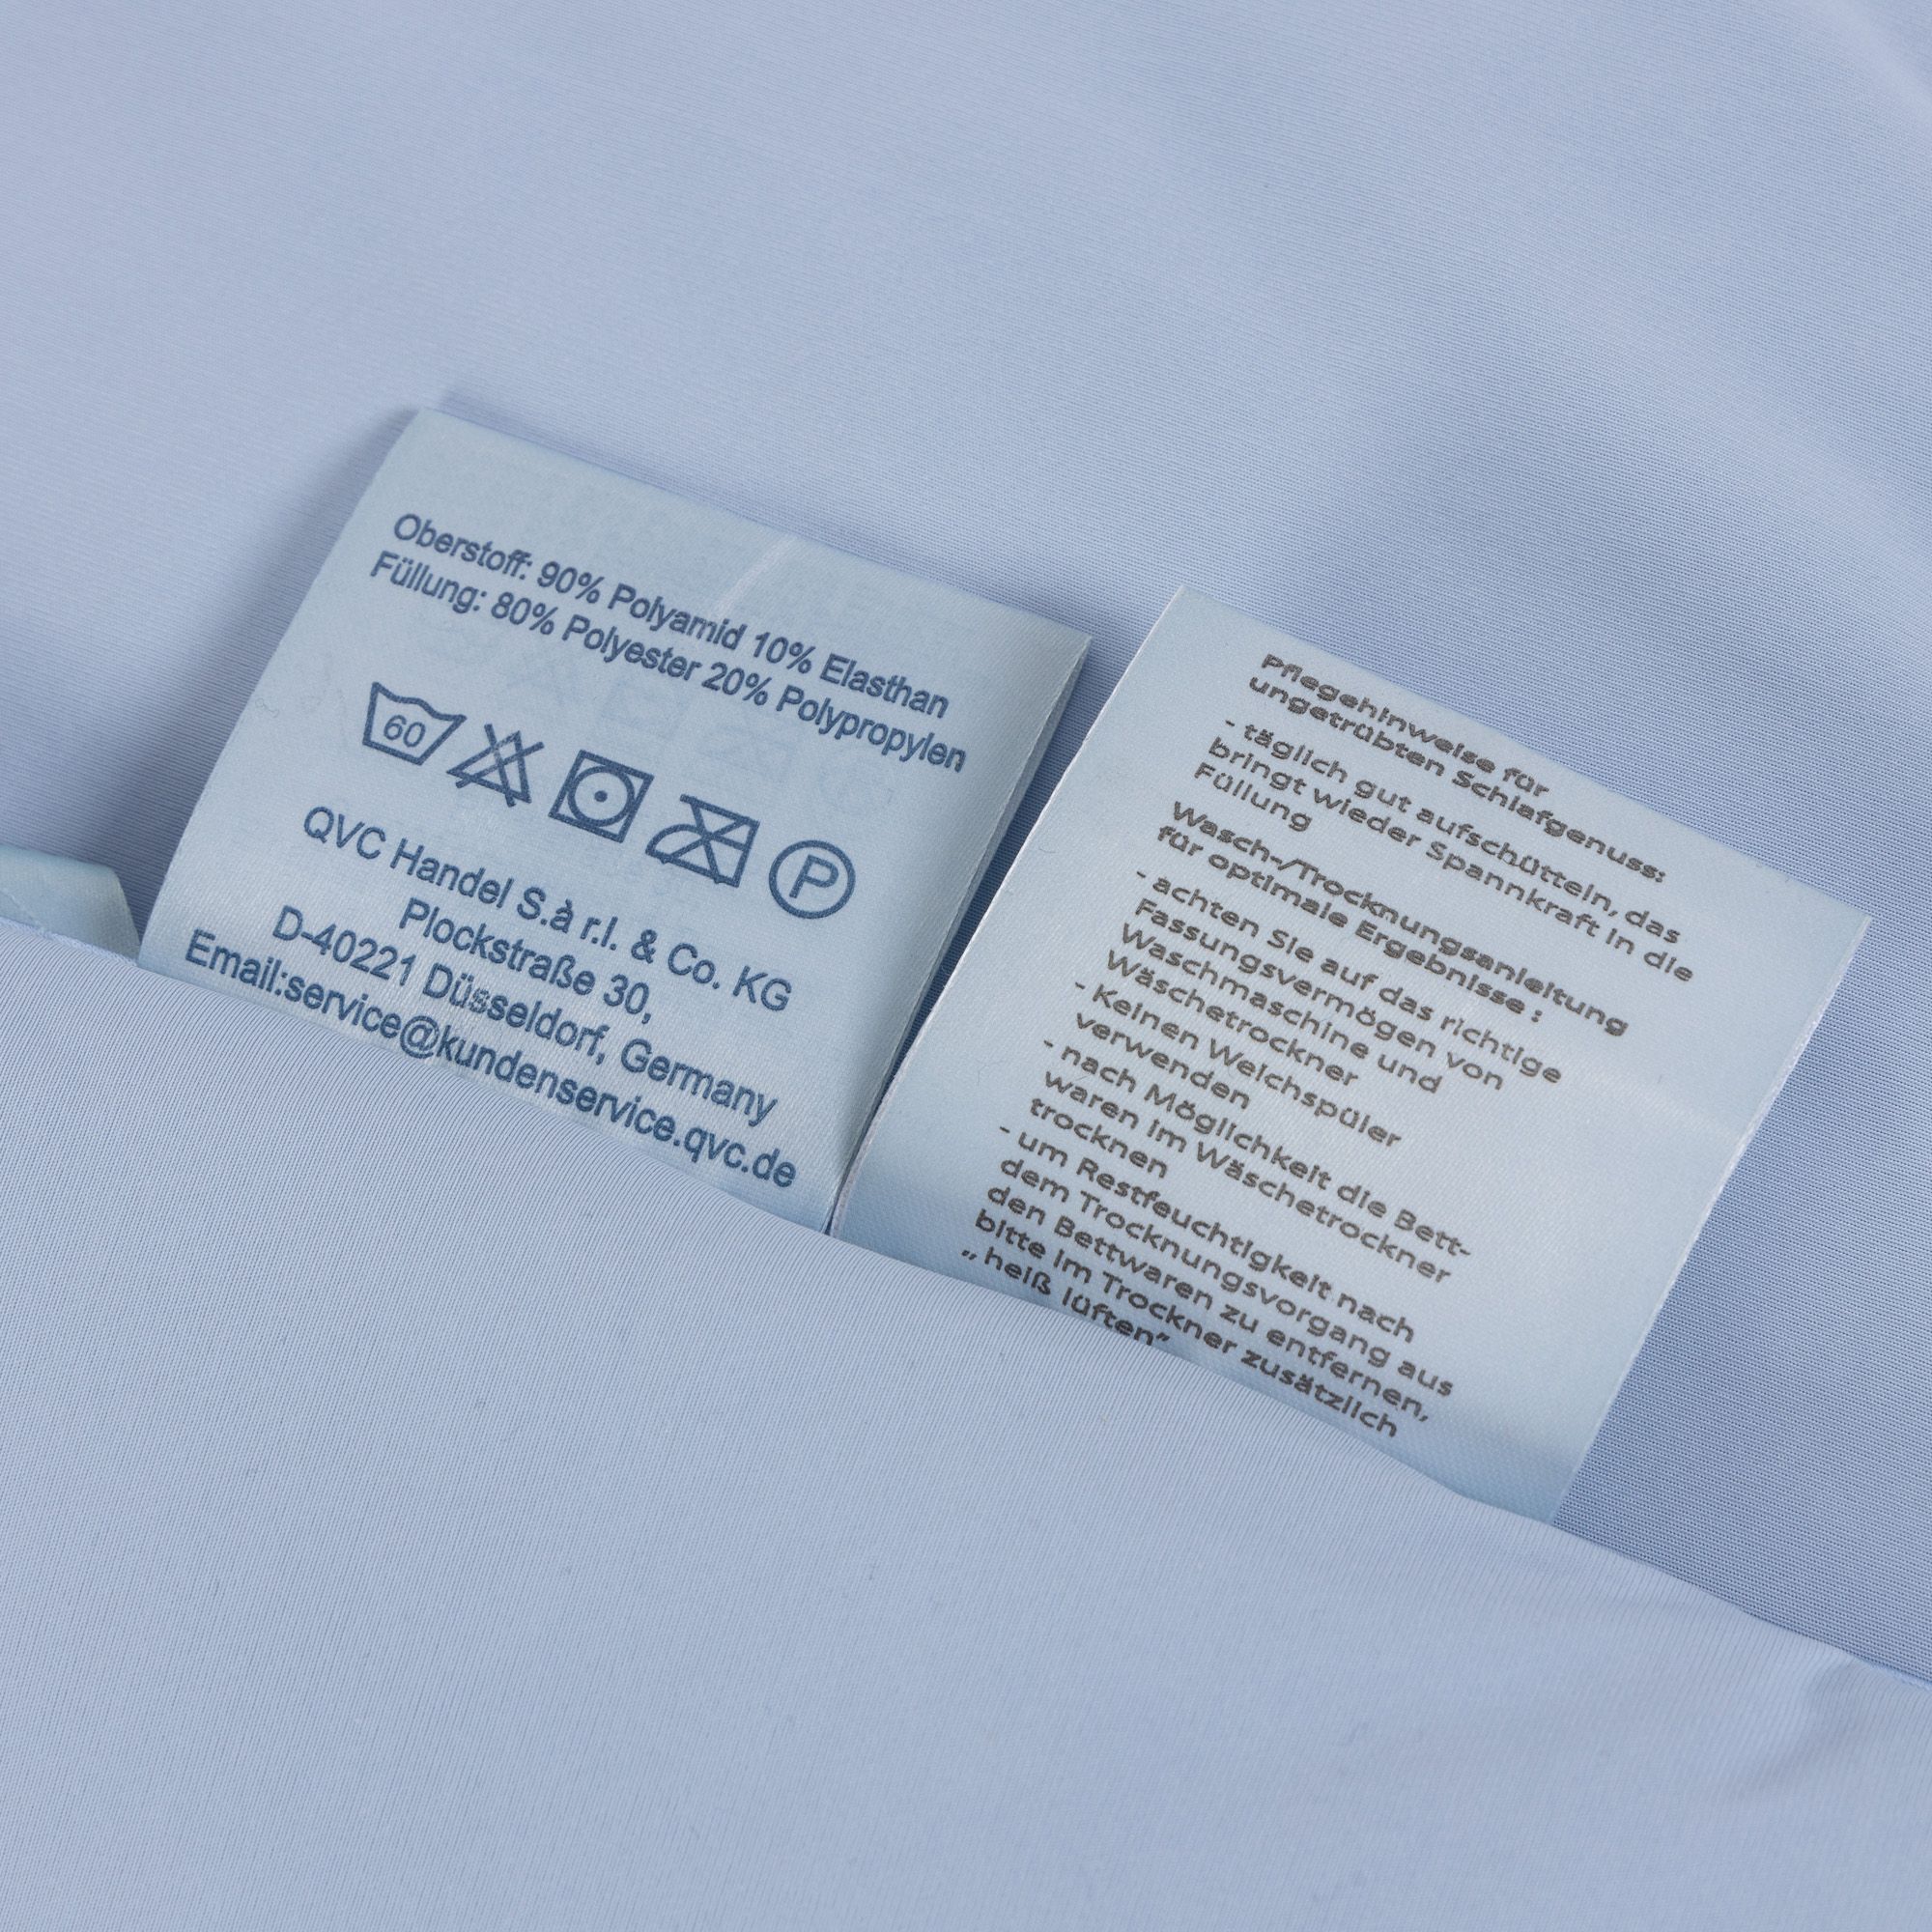 Oberstoff: 90% Polyamid 10% Elasthan
Füllung: 80% Polyester 20% Polypropylen
60
P
QVC Handel S.à r.l. & Co. KG
Plockstraße 30,
D-40221 Düsseldorf, Germany
Email:service@kundenservice.qvc.de
Pflegehinweise für
ungetrübten Schlafgenuss:
- täglich gut aufschütteln, das
bringt wieder Spannkraft in die
Füllung
Wasch-/Trocknungsanleitung
für optimale Ergebnisse :
- achten Sie auf das richtige
Fassungsvermögen von
Waschmaschine und
Wäschetrockner
- Keinen Weichspüler
verwenden
- nach Möglichkeit die Bett-
waren im Wäschetrockner
trocknen
- um Restfeuchtigkeit nach
dem Trocknungsvorgang aus
den Bettwaren zu entfernen,
bitte im Trockner zusätzlich
„heiß lüften"